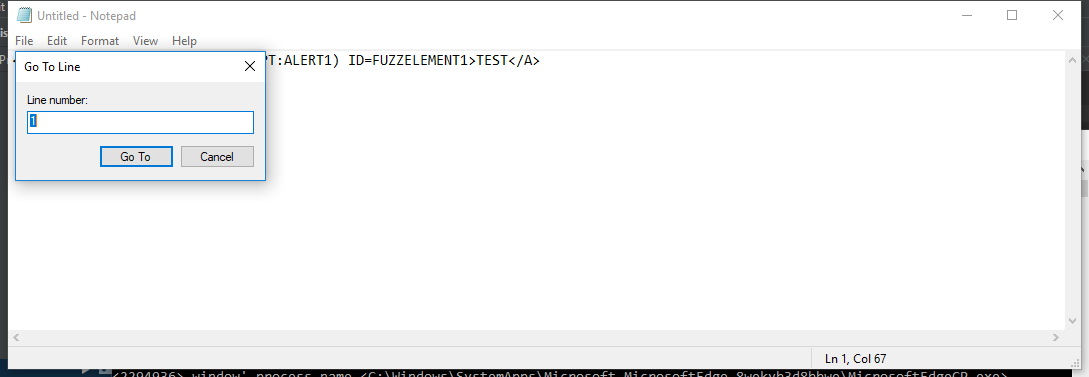 Untitled - Notepad
File Edit Format View Help
PT:ALERT1) ID=FUZZELEMENT1>TEST</A>
Go To Line
Line number:
1
Go To Cancel
Ln 1, Col 67
<2294936> window' process name <C:\Windows\SystemApps\Microsoft.MicrosoftEdge_8wekyb3d8bbwe\MicrosoftEdgeCP.exe>